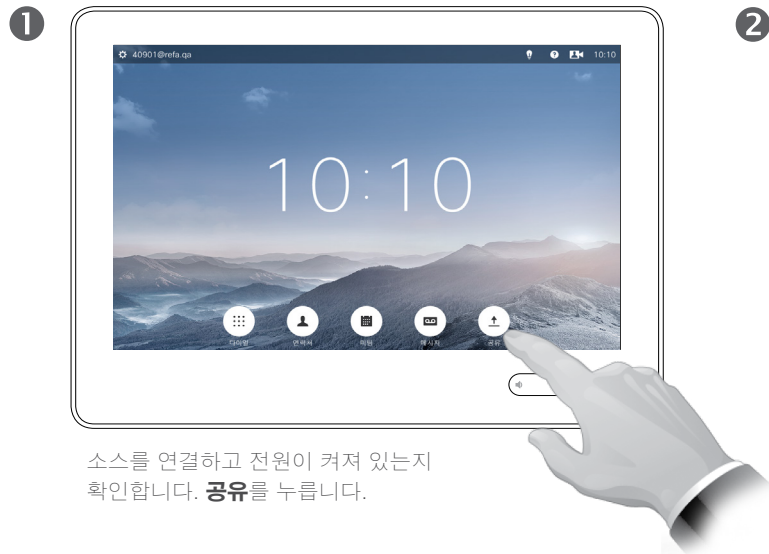 1
2
40901@refa.qa
10:10
10:10
다이얼 연락처 미팅 메시지 공유
소스를 연결하고 전원이 켜져 있는지
확인합니다. 공유를 누릅니다.